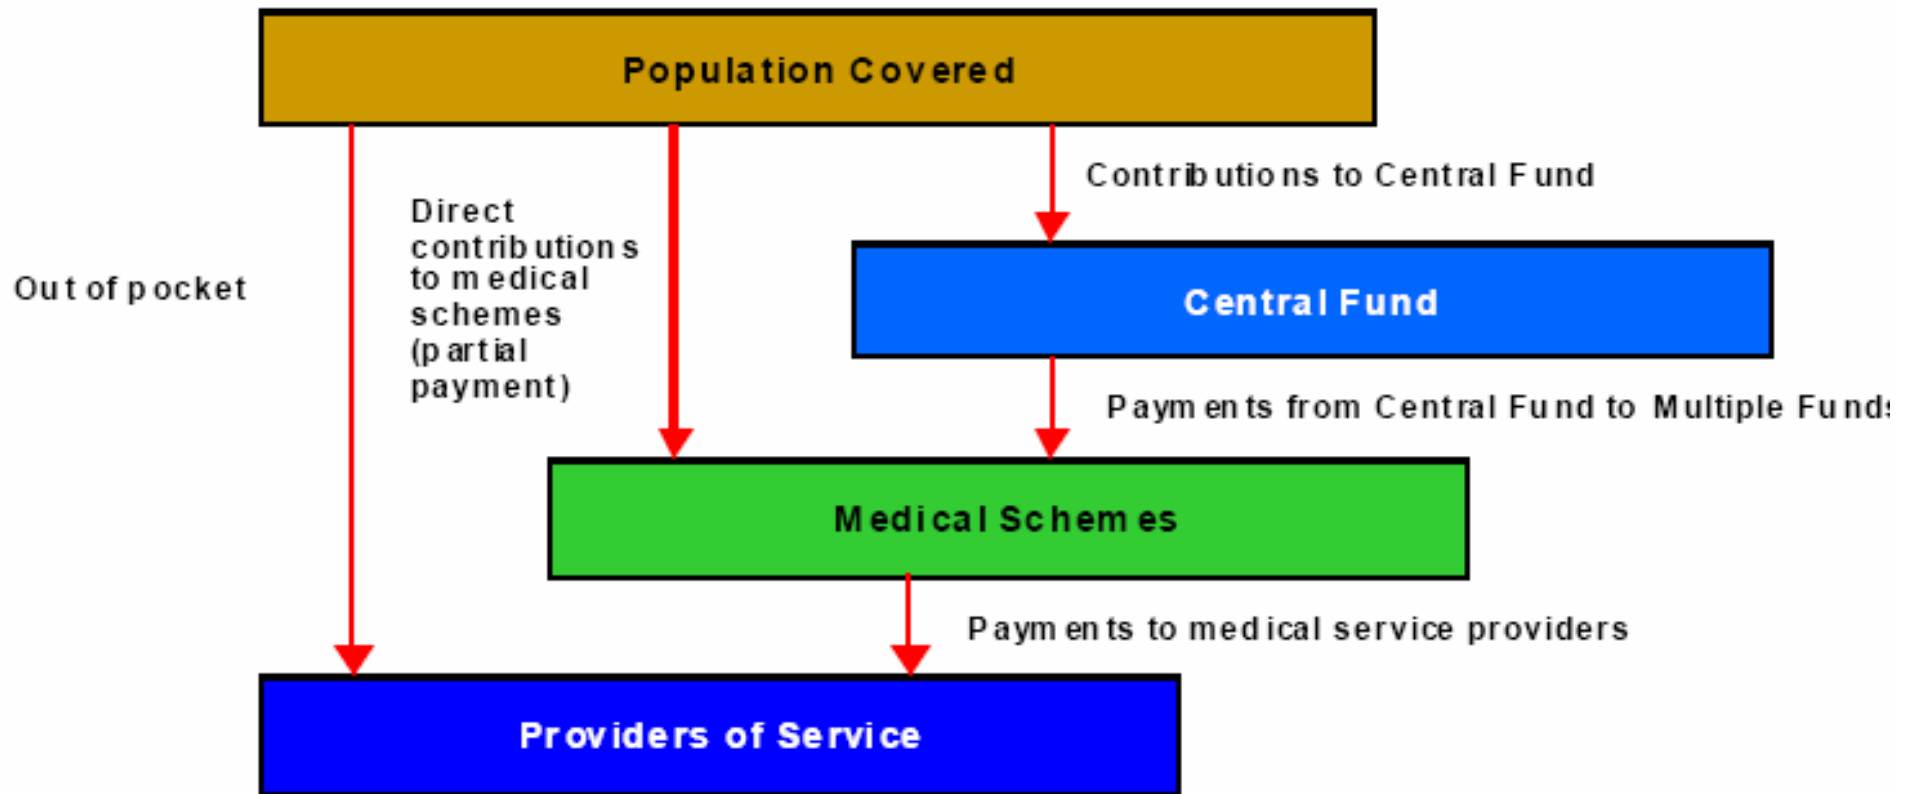 Population Covered
Contributions to Central Fund
Direct
contributions
to medical
schemes
(partial
payment)
Out of pocket
Central Fund
Payments from Central Fund to Multiple Funds
Medical Schemes
Payments to medical service providers
Providers of Service